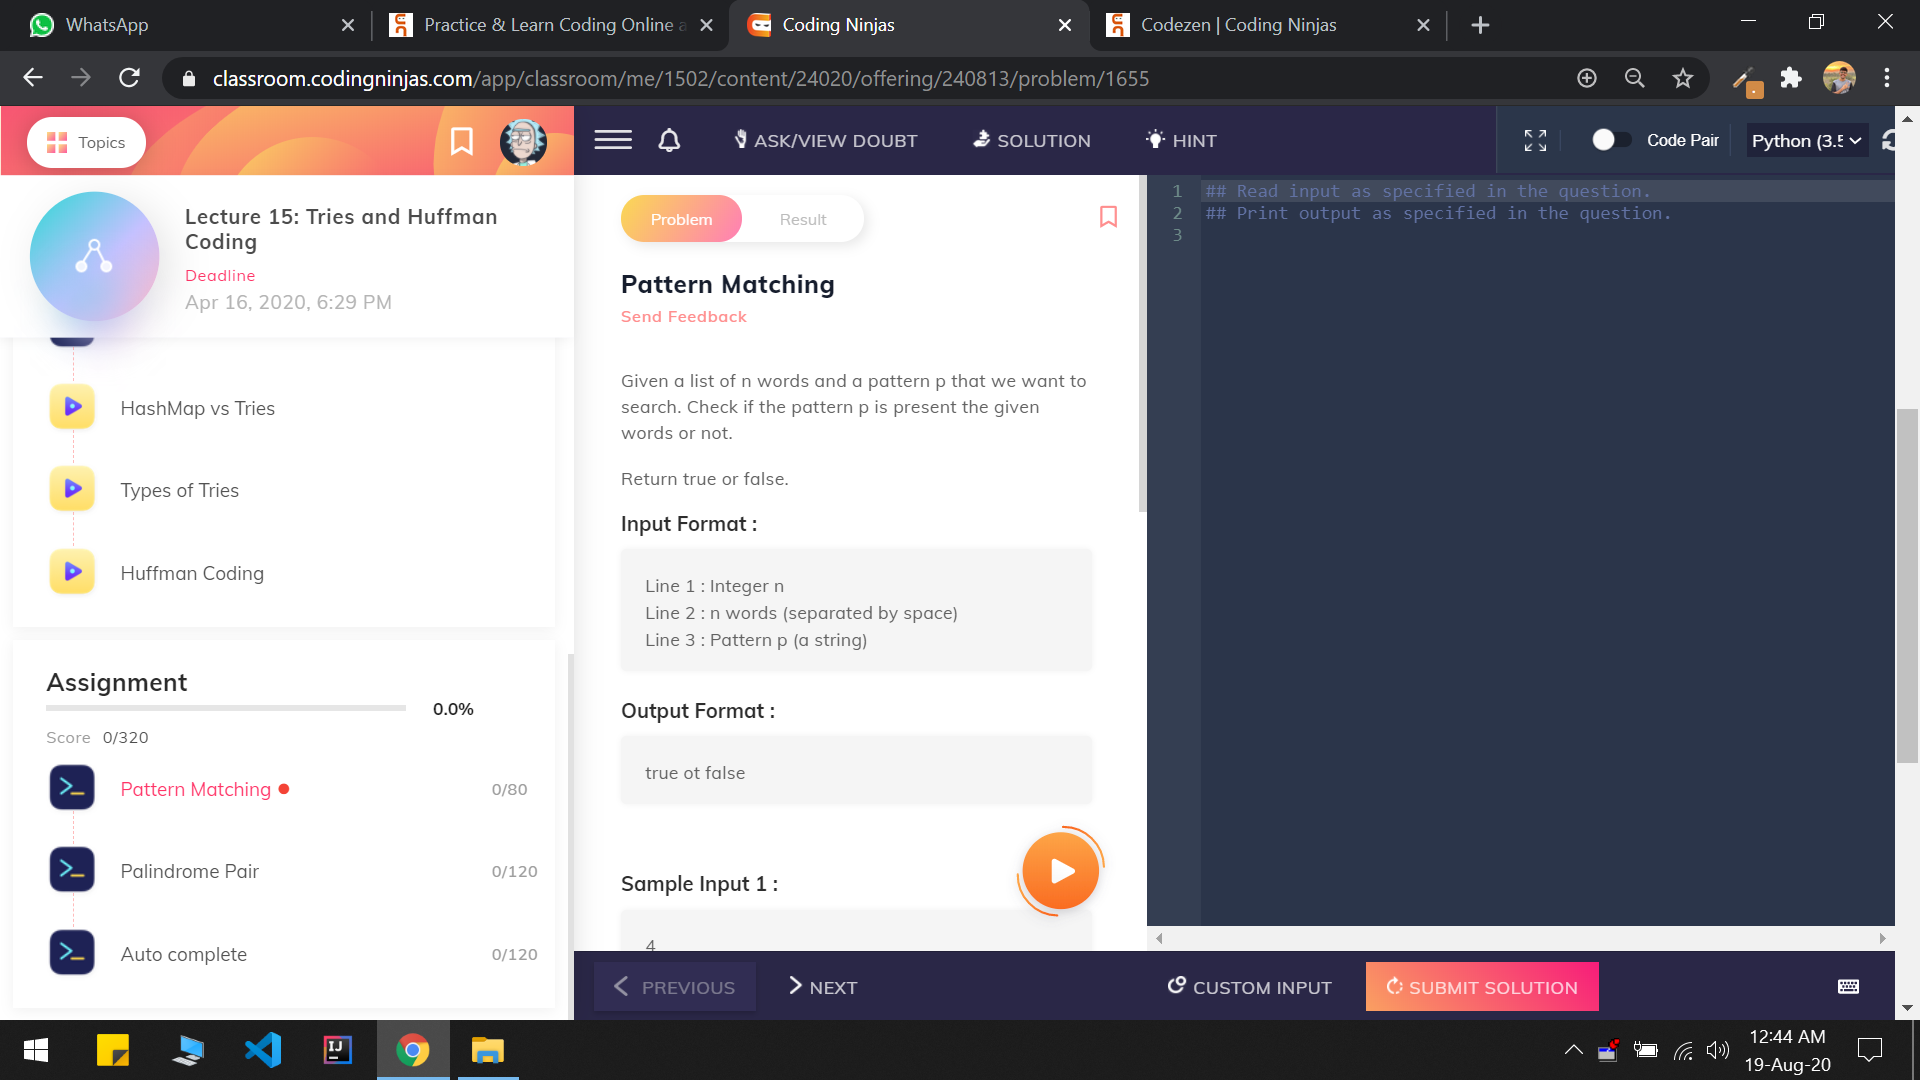 WhatsApp
Practice & Learn Coding Online a
Coding Ninjas
Codezen | Coding Ninjas
classroom.codingninjas.com/app/classroom/me/1502/content/24020/offering/240813/problem/1655
Topics
Lecture 15: Tries and Huffman
Coding
Deadline
Apr 16, 2020, 6:29 PM
HashMap vs Tries
Types of Tries
Huffman Coding
Assignment
0.0%
Score 0/320
Pattern Matching 0/80
Palindrome Pair 0/120
Auto complete 0/120
ASK/VIEW DOUBT
SOLUTION
HINT
Code Pair
Python (3.5
Problem
Result
Pattern Matching
Send Feedback
Given a list of n words and a pattern p that we want to
search. Check if the pattern p is present the given
words or not.
Return true or false.
Input Format :
Line 1 : Integer n
Line 2 : n words (separated by space)
Line 3 : Pattern p (a string)
Output Format :
true ot false
Sample Input 1 :
4
1 ## Read input as specified in the question.
2 ## Print output as specified in the question.
3
PREVIOUS
NEXT
CUSTOM INPUT
SUBMIT SOLUTION
IJ
12:44 AM
19-Aug-20